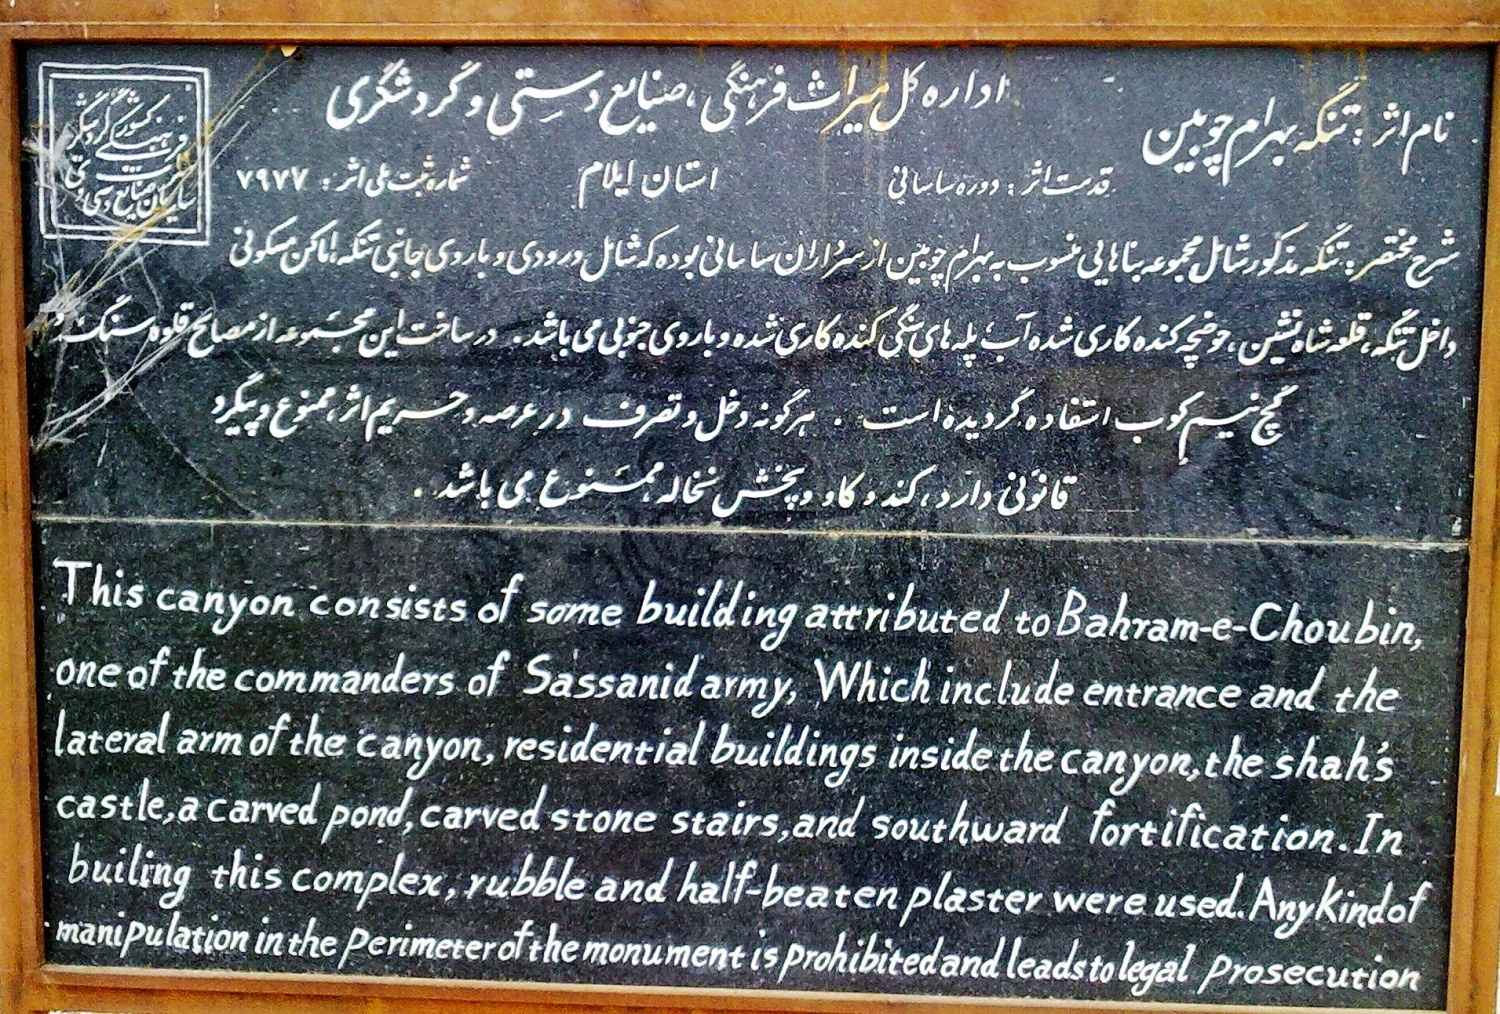 اداره کل میراث فرهنگی، صنایع دستی و گردشگری
نام اثر: تنگه بهرام چوبین
قدمت اثر: دوره ساسانی
استان ایلام
شماره ثبت ملی اثر: ۷۹۷۷
سازمان میراث فرهنگی صنایع دستی و گردشگری کشور
شرح مختصر: تنگه مذکور شامل مجموعه بناهایی منسوب به بهرام چوبین از سرداران ساسانی بوده که شامل ورودی و باروی جانبی تنگه، اماکن مسکونی
داخل تنگه، قلعه شاه نشین، حوضچه کنده کاری شده آب، پله های سنگی کنده کاری شده و باروی جنوبی می باشد. در ساخت این مجموعه از مصالح قلوه سنگ و
گچ نیم کوب استفاده گردیده است. هرگونه دخل و تصرف در عرصه و حریم اثر، ممنوع و پیگرد
قانونی دارد، کند و کاو و پخش نخاله، ممنوع می باشد.
This canyon consists of some building attributed to Bahram-e-Choubin,
one of the commanders of Sassanid army, Which include entrance and the
lateral arm of the canyon, residential buildings inside the canyon, the shah's
castle, a carved pond, carved stone stairs, and southward fortification. In
builing this complex, rubble and half-beaten plaster were used. Any Kind of
manipulation in the perimeter of the monument is prohibited and leads to legal prosecution